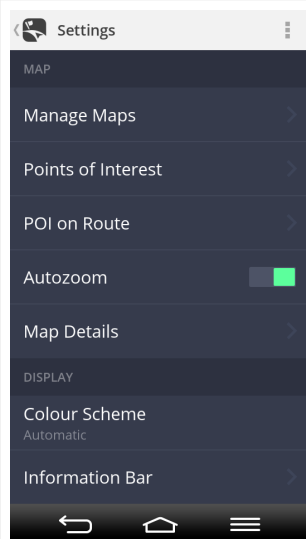 Settings
MAP
Manage Maps
Points of Interest
POI on Route
Autozoom
Map Details
DISPLAY
Colour Scheme
Automatic
Information Bar